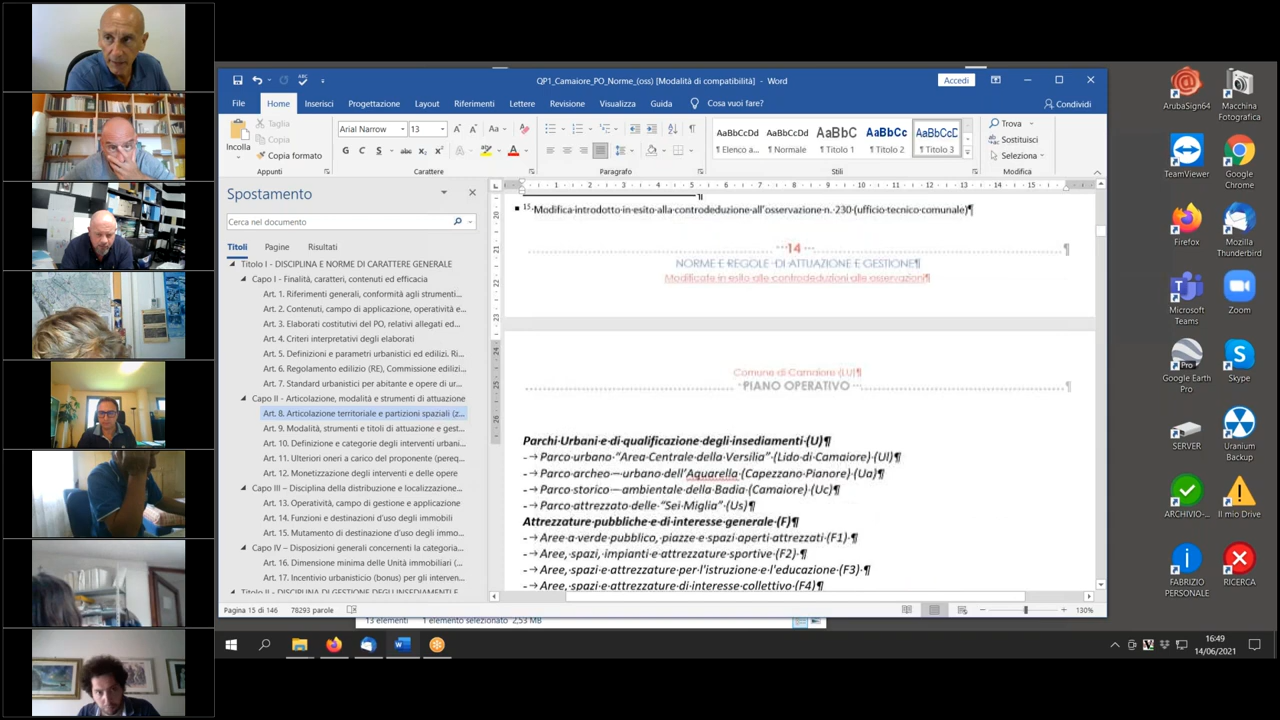 QP1_Camaiore_PO_Norme_(oss) [Modalità di compatibilità] - Word
Accedi
File Home Inserisci Progettazione Layout Riferimenti Lettere Revisione Visualizza Guida Cosa vuoi fare? Condividi
Incolla
Taglia
Copia
Copia formato
Appunti
Arial Narrow 13
G C S abc x₂ x²
Carattere
Paragrafo
AaBbCcDd AaBbCcDd AaBbC AaBbCc AaBbCcD
¶ Elenco a... ¶ Normale ¶ Titolo 1 ¶ Titolo 2 ¶ Titolo 3
Stili
Trova
Sostituisci
Seleziona
Modifica
Spostamento
Cerca nel documento
Titoli Pagine Risultati
Titolo I - DISCIPLINA E NORME DI CARATTERE GENERALE
Capo I - Finalità, caratteri, contenuti ed efficacia
Art. 1. Riferimenti generali, conformità agli strumenti...
Art. 2. Contenuti, campo di applicazione, operatività e...
Art. 3. Elaborati costitutivi del PO, relativi allegati ed...
Art. 4. Criteri interpretativi degli elaborati
Art. 5. Definizioni e parametri urbanistici ed edilizi. Ri...
Art. 6. Regolamento edilizio (RE), Commissione edilizi...
Art. 7. Standard urbanistici per abitante e opere di ur...
Capo II - Articolazione, modalità e strumenti di attuazione
Art. 8. Articolazione territoriale e partizioni spaziali (z...
Art. 9. Modalità, strumenti e titoli di attuazione e gest...
Art. 10. Definizione e categorie degli interventi urbani...
Art. 11. Ulteriori oneri a carico del proponente (pereq...
Art. 12. Monetizzazione degli interventi e delle opere
Capo III – Disciplina della distribuzione e localizzazione...
Art. 13. Operatività, campo di gestione e applicazione
Art. 14. Funzioni e destinazioni d'uso degli immobili
Art. 15. Mutamento di destinazione d'uso degli immo...
Capo IV – Disposizioni generali concernenti la categoria...
Art. 16. Dimensione minima delle Unità immobiliari (...
Art. 17. Incentivo urbanisticio (bonus) per gli interven...
Titolo II - DISCIPLINA DI GESTIONE DEGLI INSEDIAMENTI E
15 Modifica introdotto in esito alla controdeduzione all'osservazione n. 230 (ufficio tecnico comunale)¶
14
NORME E REGOLE DI ATTUAZIONE E GESTIONE¶
Modificate in esito alle controdeduzioni alle osservazioni¶
Comune di Camaiore (LU)¶
PIANO OPERATIVO
Parchi Urbani e di qualificazione degli insediamenti (U)¶
- → Parco urbano "Area Centrale della Versilia" (Lido di Camaiore) (Ul)¶
- → Parco archeo – urbano dell'Aquarella (Capezzano Pianore) (Ua)¶
- → Parco storico – ambientale della Badia (Camaiore) (Uc)¶
- → Parco attrezzato delle "Sei Miglia" (Us)¶
Attrezzature pubbliche e di interesse generale (F)¶
- → Aree a verde pubblico, piazze e spazi aperti attrezzati (F1) ¶
- → Aree, spazi, impianti e attrezzature sportive (F2) ¶
- → Aree, spazi e attrezzature per l'istruzione e l'educazione (F3) ¶
- → Aree, spazi e attrezzature di interesse collettivo (F4)¶
Pagina 15 di 146 78293 parole 130%
13 elementi 1 elemento selezionato 2,53 MB
16:49
14/06/2021
ArubaSign64
Macchina Fotografica
TeamViewer
Google Chrome
Firefox
Mozilla Thunderbird
Microsoft Teams
Zoom
Google Earth Pro
Skype
SERVER
Uranium Backup
ARCHIVIO-...
Il mio Drive
FABRIZIO PERSONALE
RICERCA